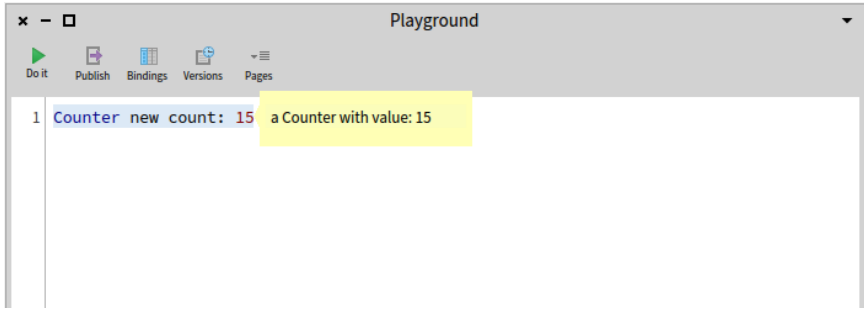 Playground
Do it Publish Bindings Versions Pages
1 Counter new count: 15 a Counter with value: 15